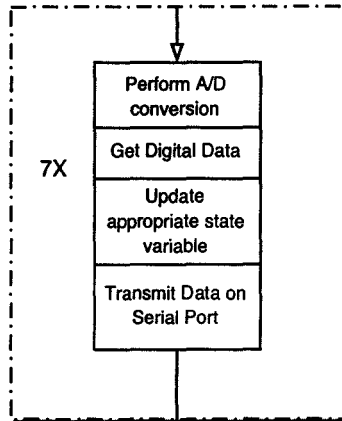 Perform A/D
conversion
Get Digital Data
7X
Update
appropriate state
variable
Transmit Data on
Serial Port